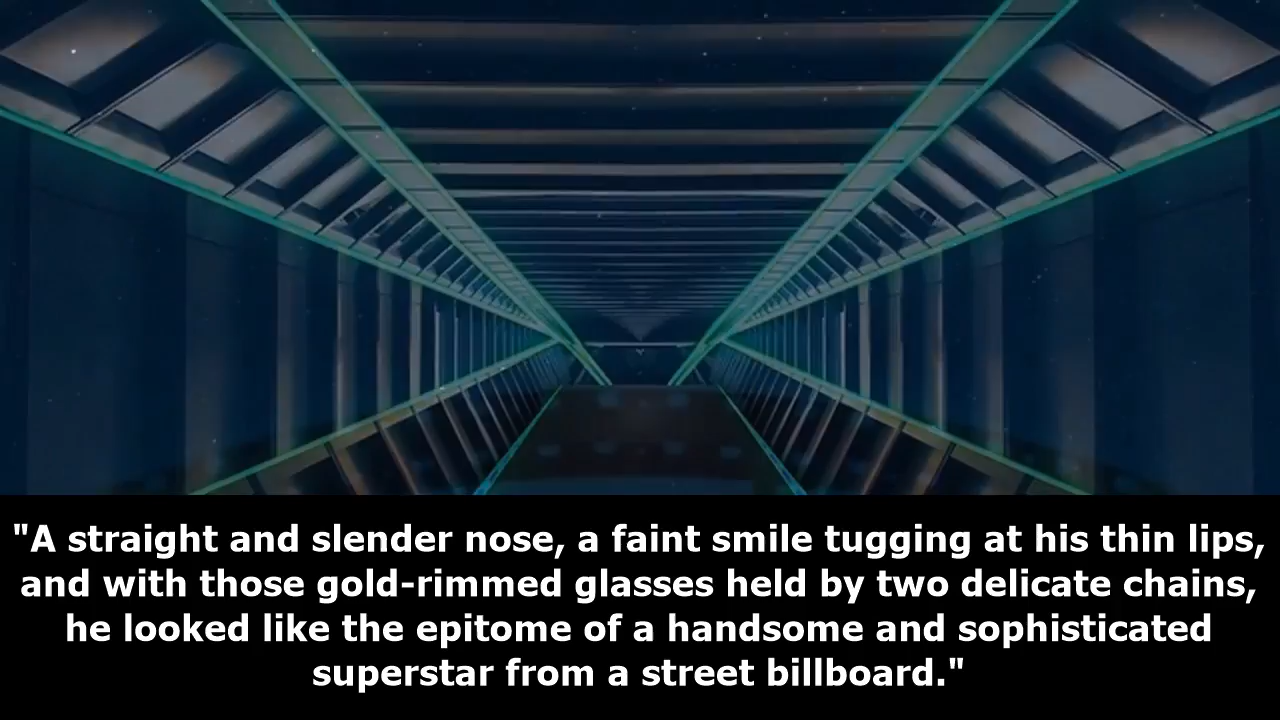 "A straight and slender nose, a faint smile tugging at his thin lips,
and with those gold-rimmed glasses held by two delicate chains,
he looked like the epitome of a handsome and sophisticated
superstar from a street billboard."